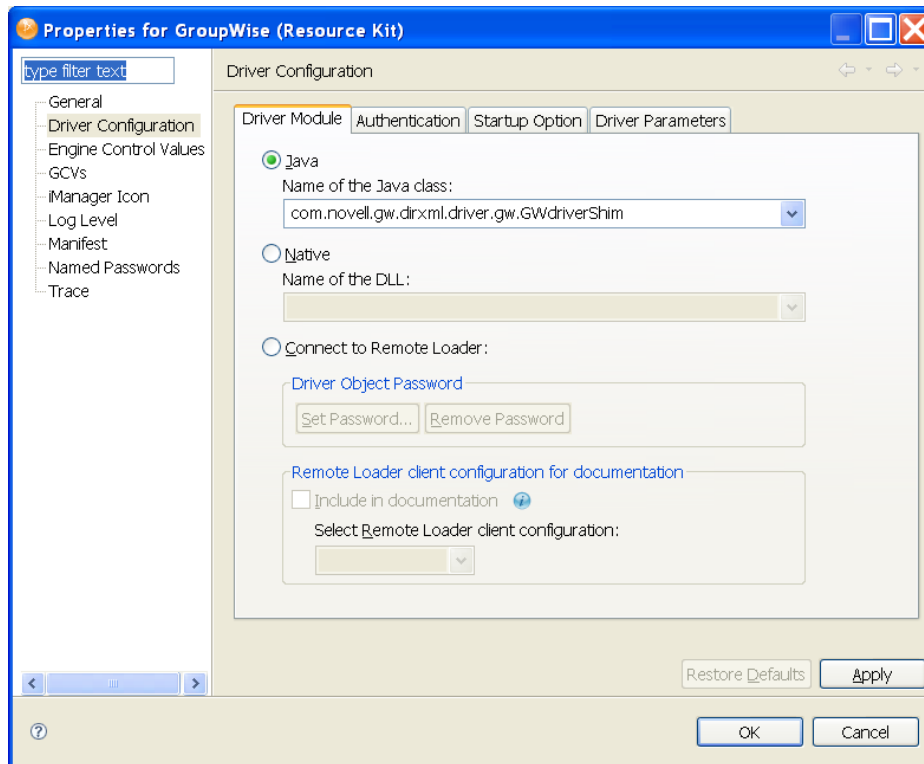 Properties for GroupWise (Resource Kit)
type filter text
General
Driver Configuration
Engine Control Values
GCVs
iManager Icon
Log Level
Manifest
Named Passwords
Trace
Driver Configuration
Driver Module
Authentication
Startup Option
Driver Parameters
Java
Name of the Java class:
com.novell.gw.dirxml.driver.gw.GWdriverShim
Native
Name of the DLL:
Connect to Remote Loader:
Driver Object Password
Set Password...
Remove Password
Remote Loader client configuration for documentation
Include in documentation
Select Remote Loader client configuration:
Restore Defaults
Apply
OK
Cancel